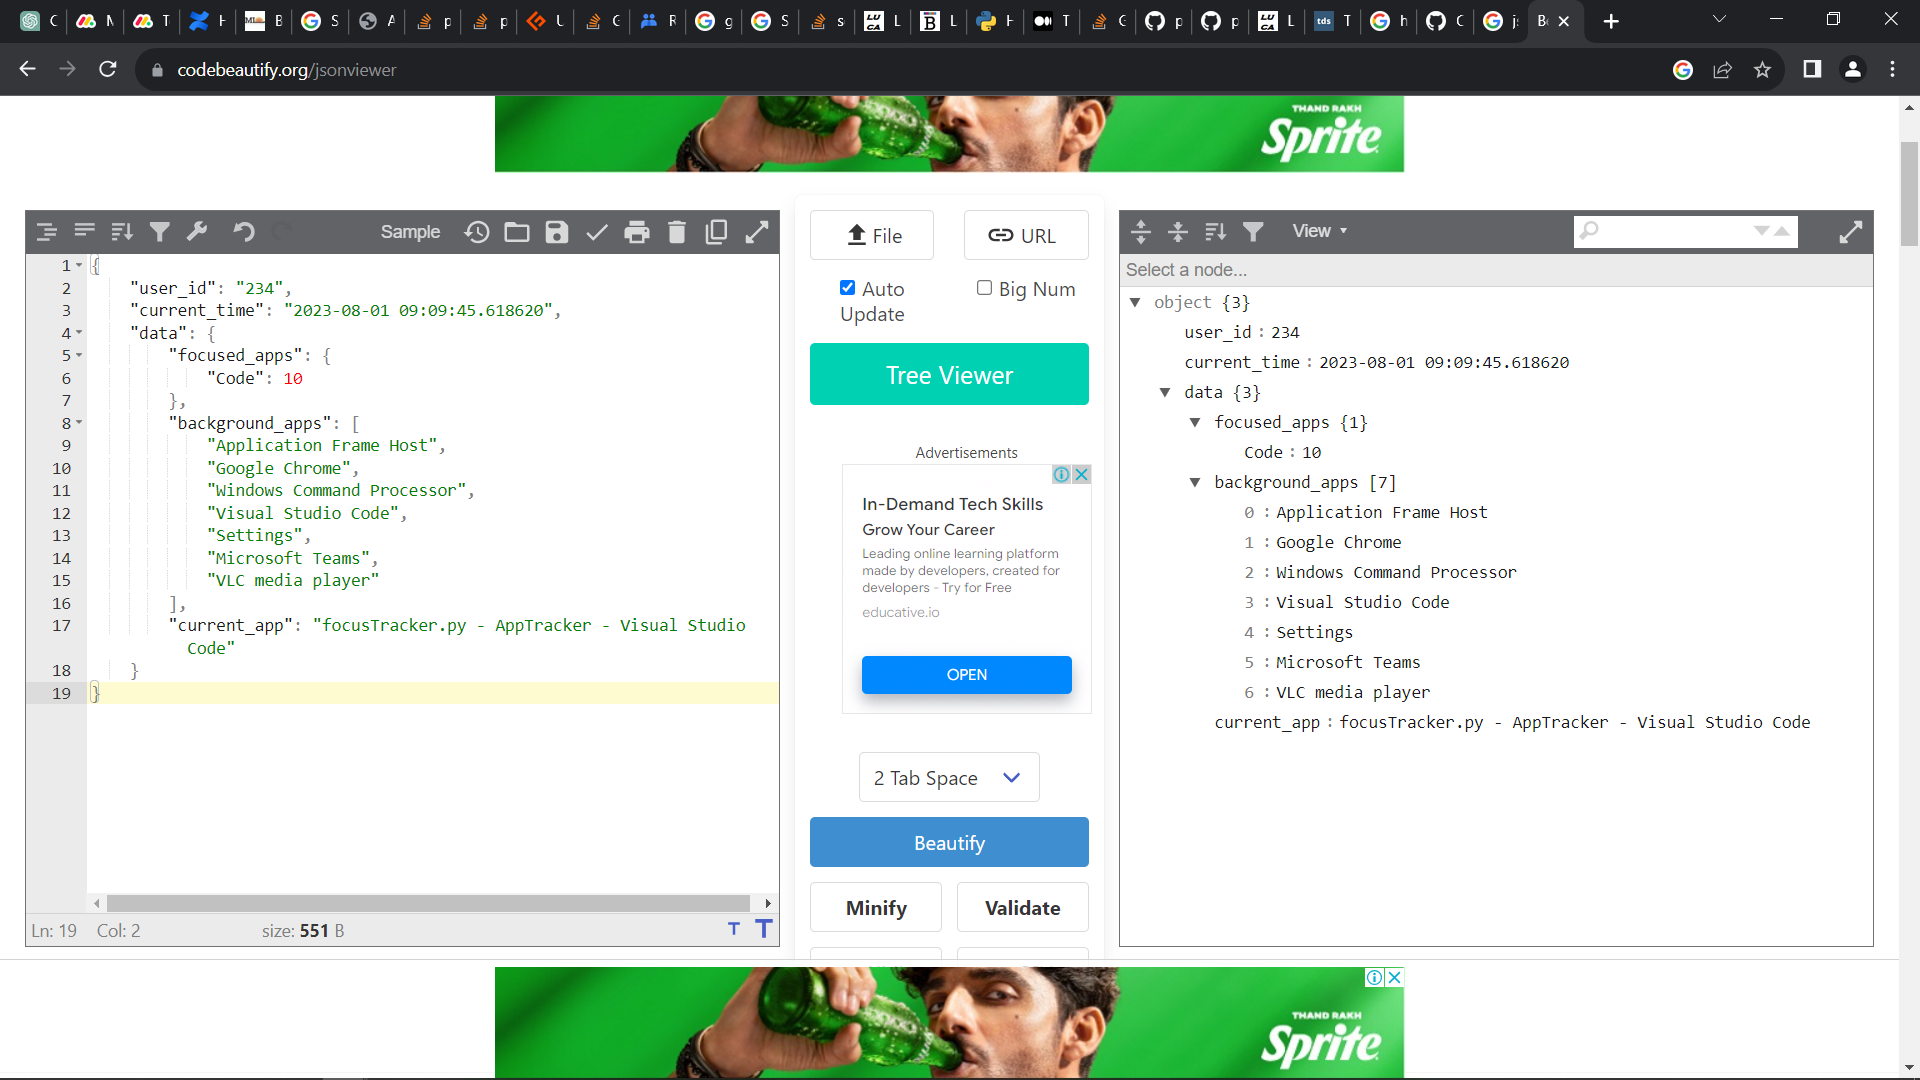 codebeautify.org/jsonviewer
THAND RAKH
Sprite
Sample
1 {
2 "user_id": "234",
3 "current_time": "2023-08-01 09:09:45.618620",
4 "data": {
5 "focused_apps": {
6 "Code": 10
7 },
8 "background_apps": [
9 "Application Frame Host",
10 "Google Chrome",
11 "Windows Command Processor",
12 "Visual Studio Code",
13 "Settings",
14 "Microsoft Teams",
15 "VLC media player"
16 ],
17 "current_app": "focusTracker.py - AppTracker - Visual Studio
Code"
18 }
19 }
Ln: 19 Col: 2 size: 551 B
T T
File
URL
Auto
Update
Big Num
Tree Viewer
Advertisements
In-Demand Tech Skills
Grow Your Career
Leading online learning platform
made by developers, created for
developers - Try for Free
educative.io
OPEN
2 Tab Space
Beautify
Minify
Validate
View
Select a node...
object {3}
user_id : 234
current_time : 2023-08-01 09:09:45.618620
data {3}
focused_apps {1}
Code : 10
background_apps [7]
0 : Application Frame Host
1 : Google Chrome
2 : Windows Command Processor
3 : Visual Studio Code
4 : Settings
5 : Microsoft Teams
6 : VLC media player
current_app : focusTracker.py - AppTracker - Visual Studio Code
THAND RAKH
Sprite